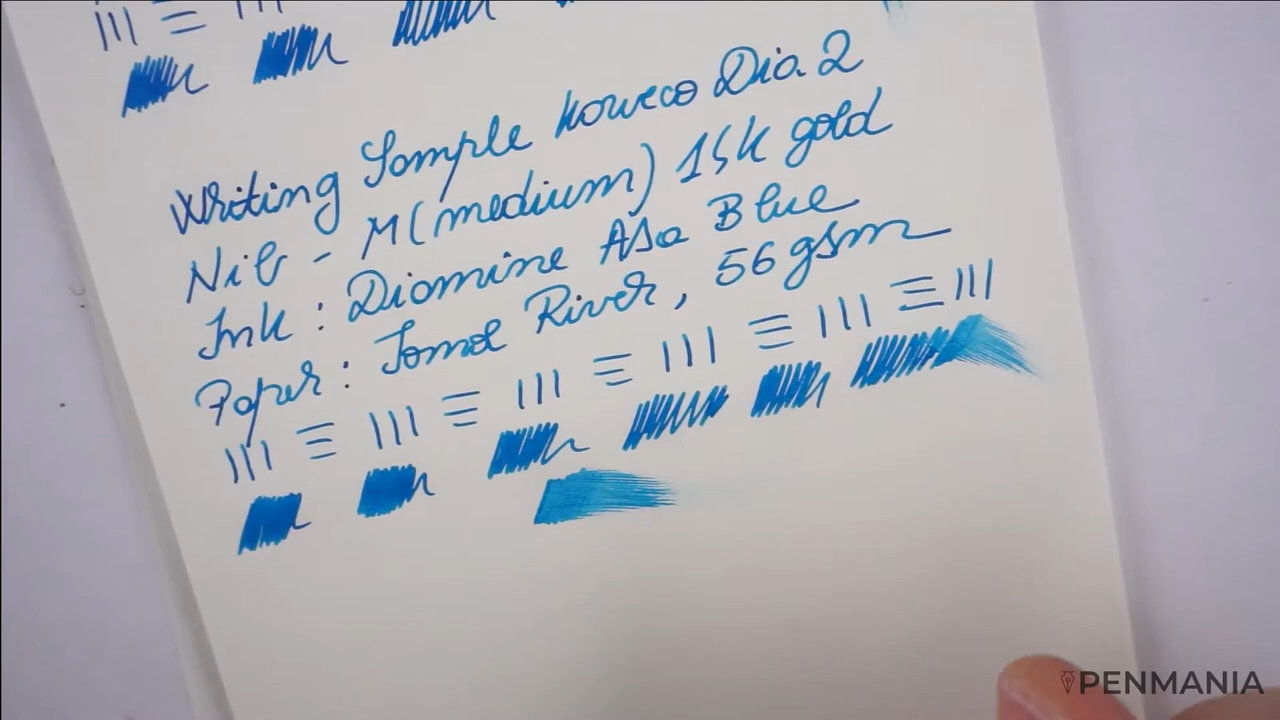 Writing Sample Kaweco Dia. 2
Nib - M (medium) 14k gold
Ink : Diamine Asa Blue
Paper : Tomoe River, 56 gsm
PENMANIA